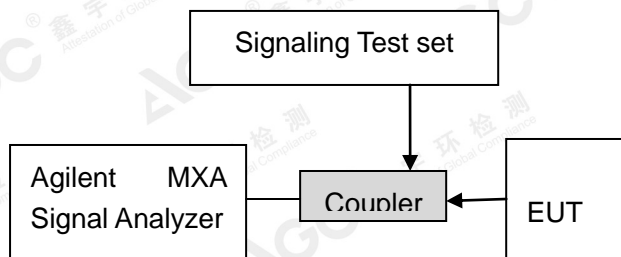 Signaling Test set
Agilent MXA
Signal Analyzer
Coupler
EUT